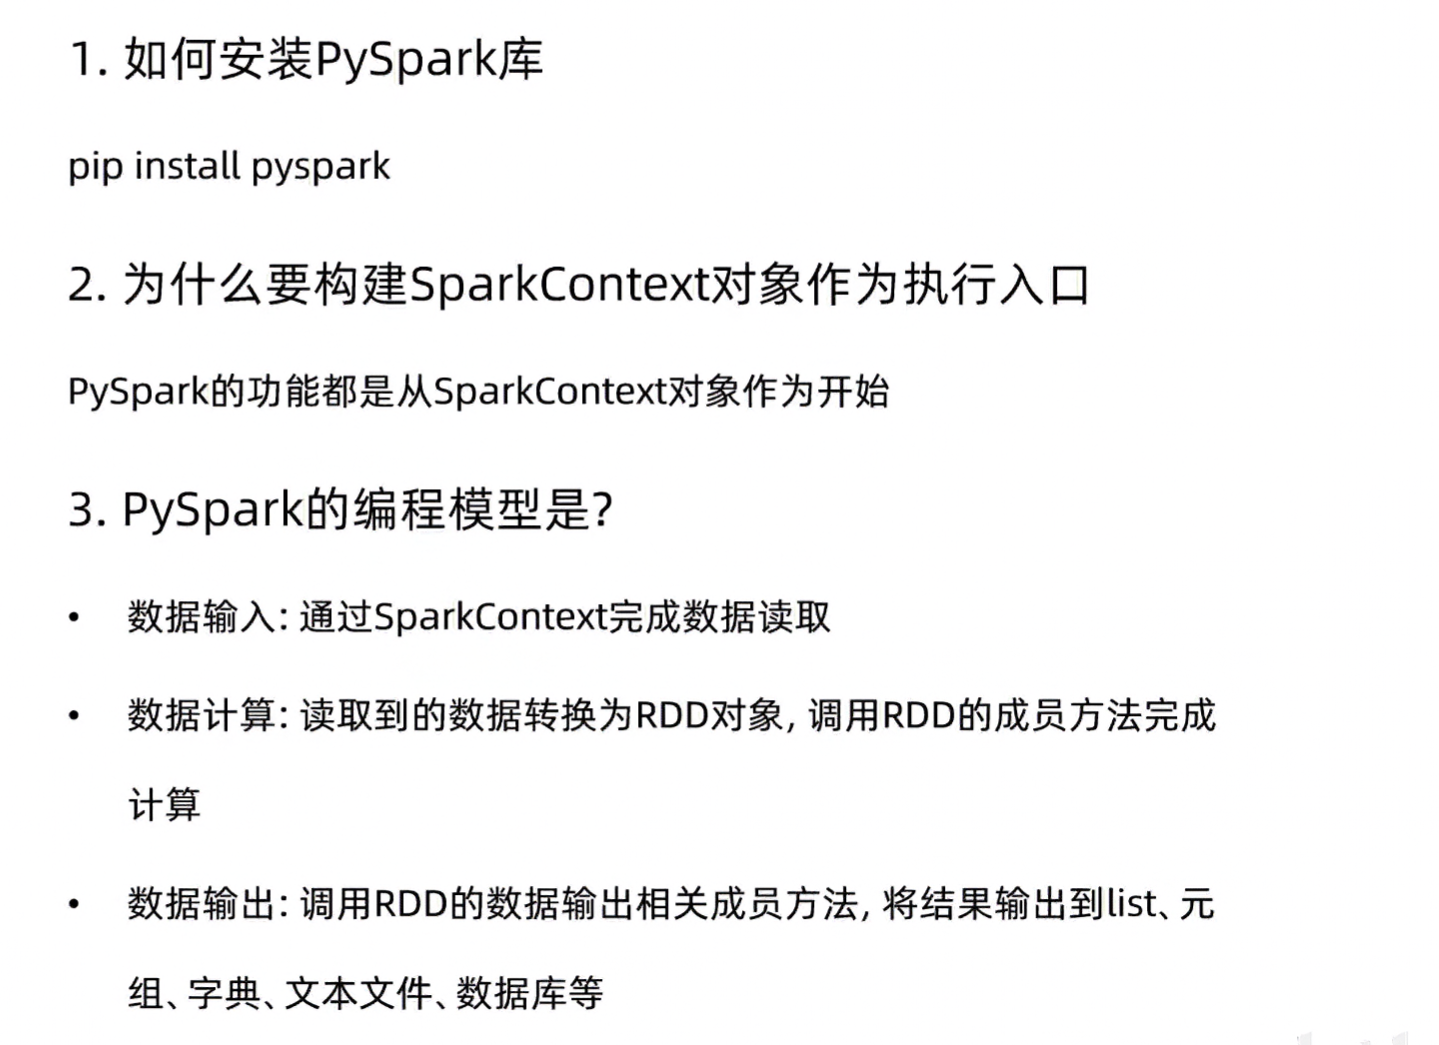 1. 如何安装PySpark库
pip install pyspark
2. 为什么要构建SparkContext对象作为执行入口
PySpark的功能都是从SparkContext对象作为开始
3. PySpark的编程模型是?
• 数据输入: 通过SparkContext完成数据读取
• 数据计算: 读取到的数据转换为RDD对象, 调用RDD的成员方法完成
计算
• 数据输出: 调用RDD的数据输出相关成员方法, 将结果输出到list、元
组、字典、文本文件、数据库等